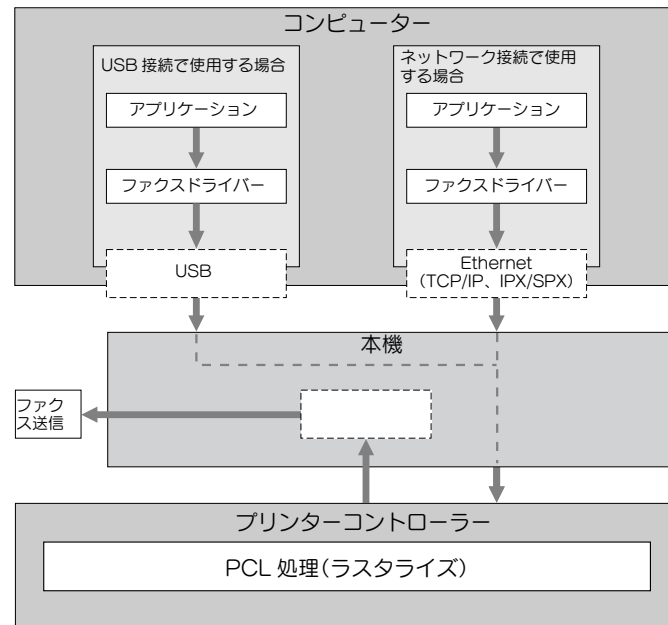 コンピューター
USB 接続で使用する場合
アプリケーション
ファクスドライバー
USB
ネットワーク接続で使用
する場合
アプリケーション
ファクスドライバー
Ethernet
(TCP/IP、IPX/SPX)
本機
ファク
ス送信
プリンターコントローラー
PCL 処理(ラスタライズ)